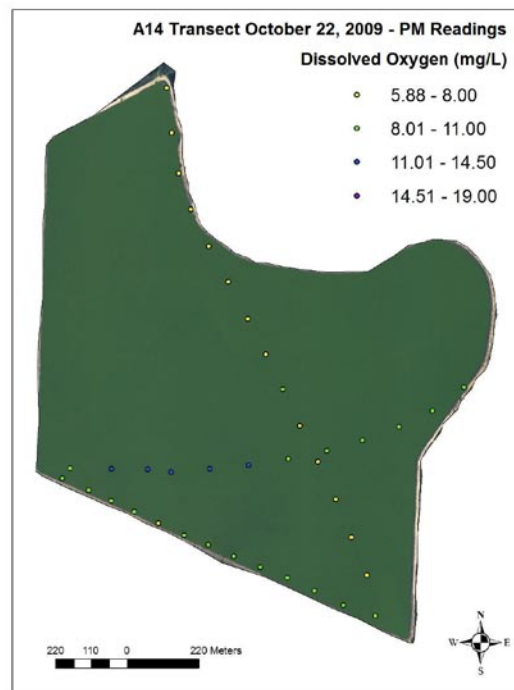 A14 Transect October 22, 2009 - PM Readings
Dissolved Oxygen (mg/L)
5.88 - 8.00
8.01 - 11.00
11.01 - 14.50
14.51 - 19.00
220 110 0 220 Meters
N
W E
S